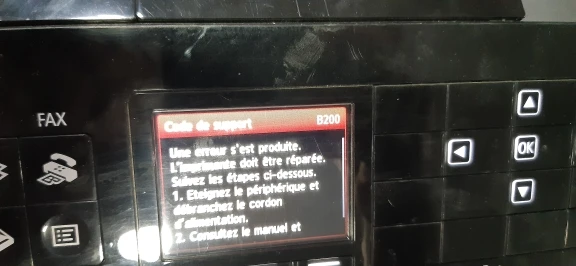 FAX
Code de support B200
Une erreur s'est produite.
L'imprimante doit être réparée.
Suivez les étapes ci-dessous.
1. Eteignez le périphérique et
débranchez le cordon
d'alimentation.
2. Consultez le manuel et
OK